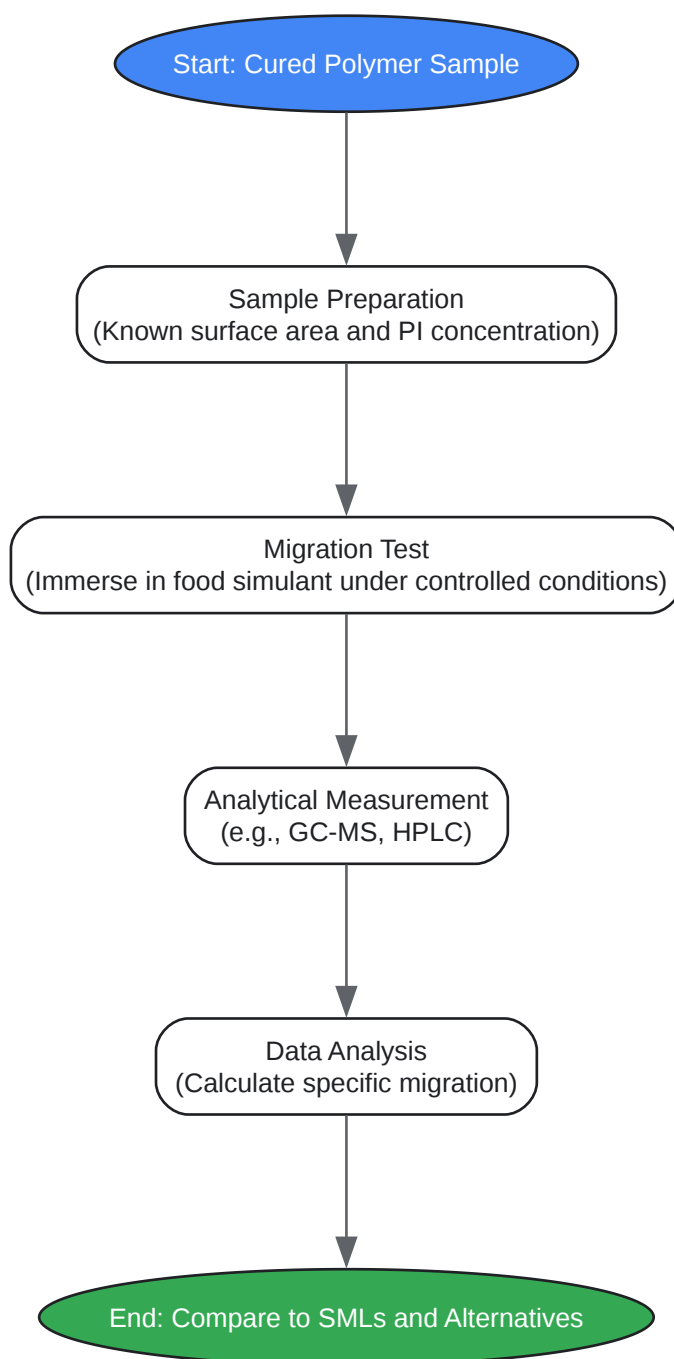 Start: Cured Polymer Sample
Sample Preparation
(Known surface area and PI concentration)
Migration Test
(Immerse in food simulant under controlled conditions)
Analytical Measurement
(e.g., GC-MS, HPLC)
Data Analysis
(Calculate specific migration)
End: Compare to SMLs and Alternatives